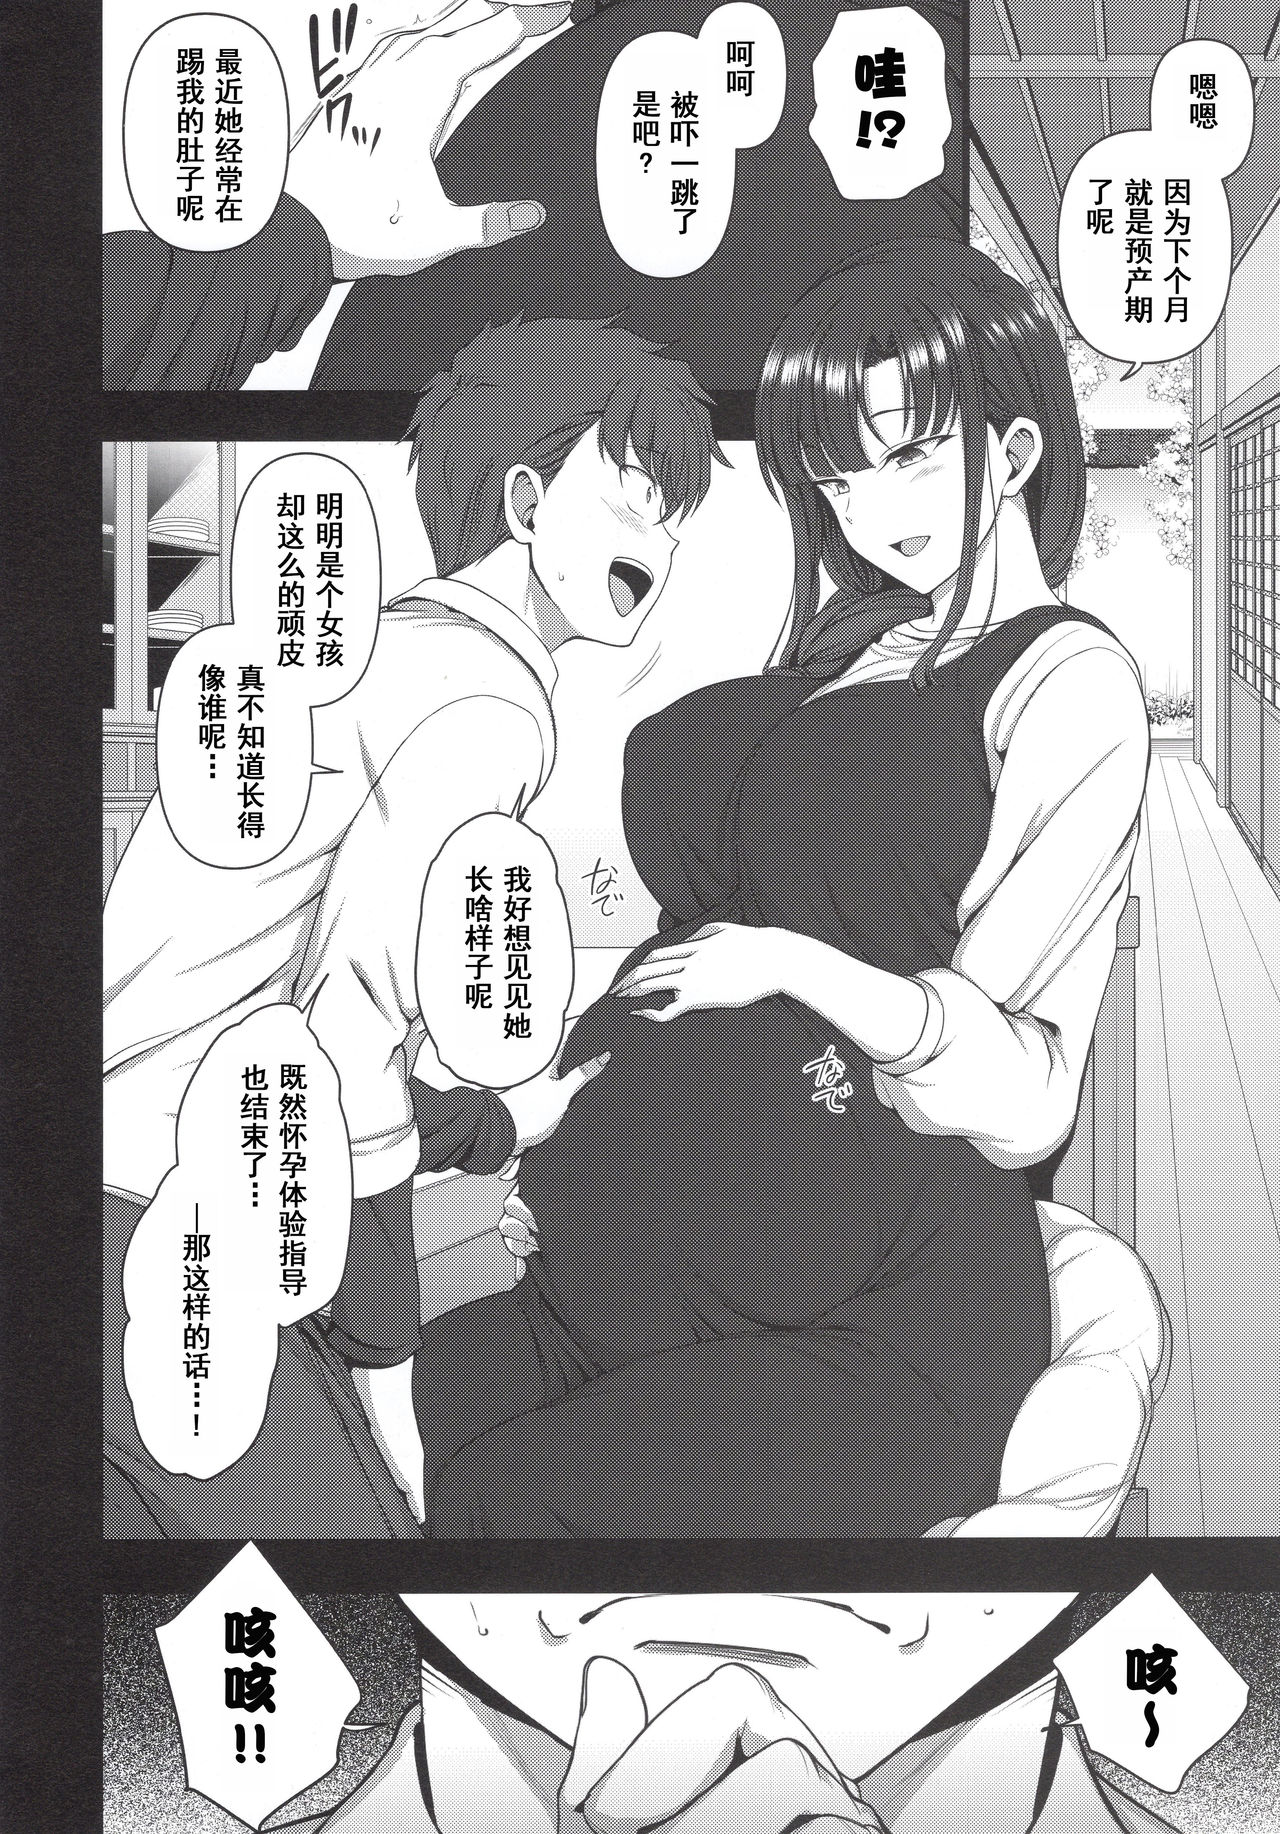 嗯嗯
因为下个月
就是预产期
了呢
哇!?
呵呵
被吓一跳了
是吧?
ビクッ
最近她经常在
踢我的肚子呢
明明是个女孩
却这么的顽皮
真不知道长得
像谁呢…
なで
なで
我好想见见她
长啥样子呢
既然怀孕体验指导
也结束了…
—那这样的话…!
咳~
咳咳!!